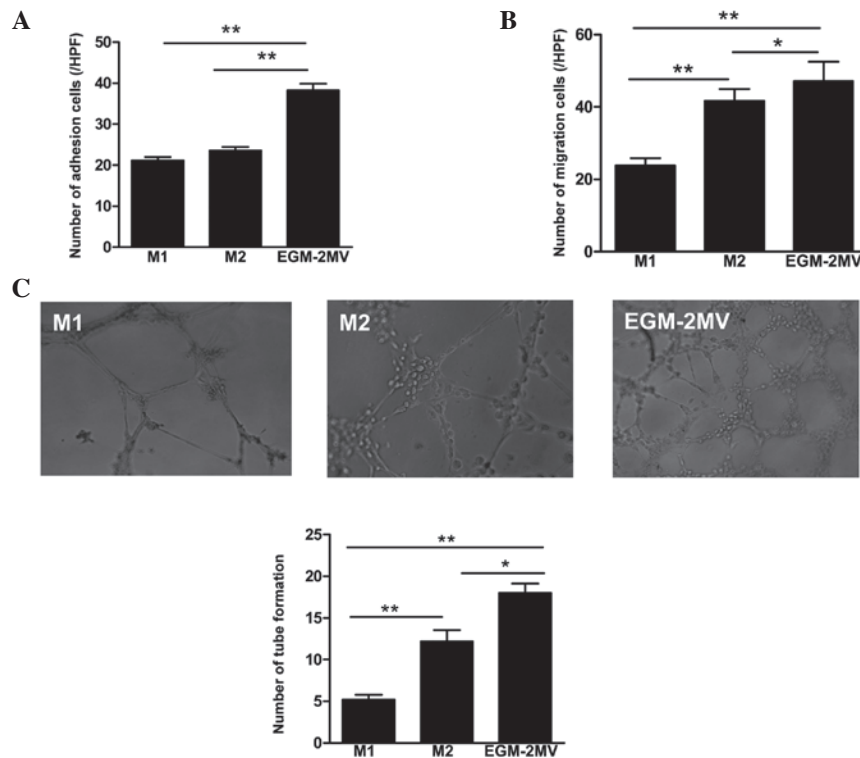 A
Number of adhesion cells (/HPF)
50
40
30
20
10
0
**
**
M1 M2 EGM-2MV
B
Number of migration cells (/HPF)
60
40
20
0
**
**
*
M1 M2 EGM-2MV
C
M1
M2
EGM-2MV
Number of tube formation
25
20
15
10
5
0
**
*
**
M1 M2 EGM-2MV